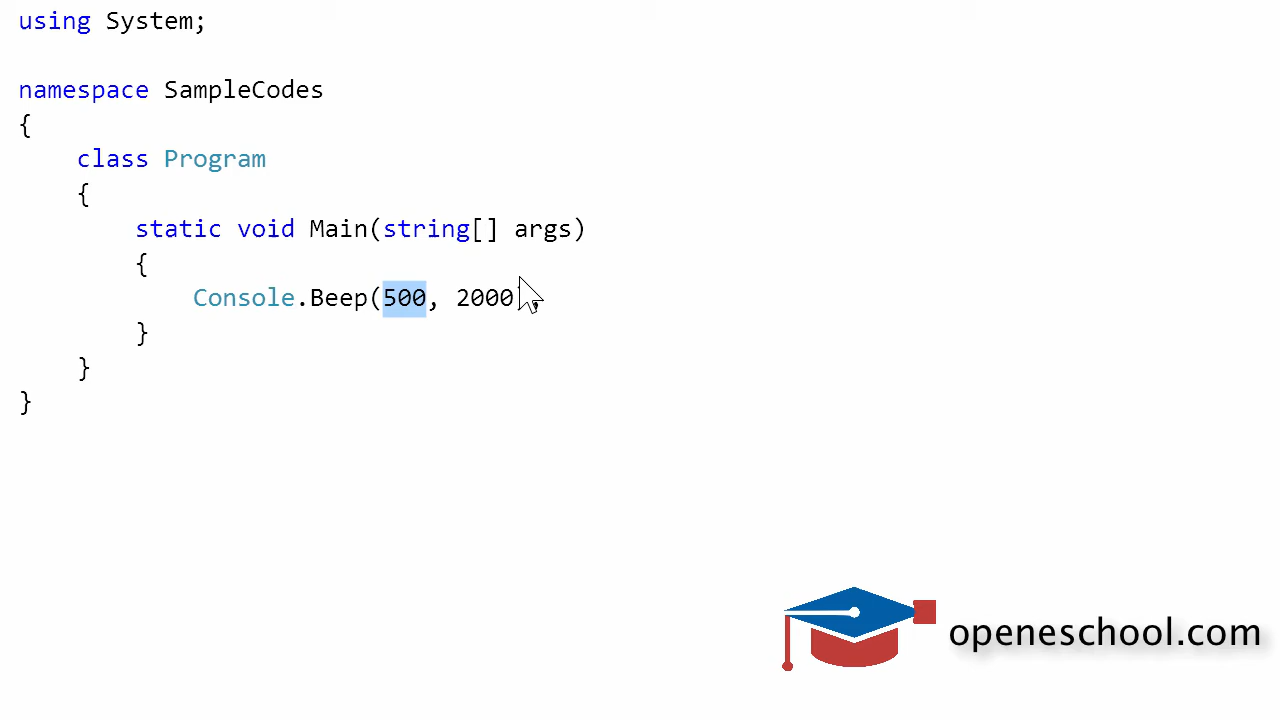 using System;
namespace SampleCodes
{
class Program
{
static void Main(string[] args)
{
Console.Beep(500, 2000);
}
}
}
openeschool.com